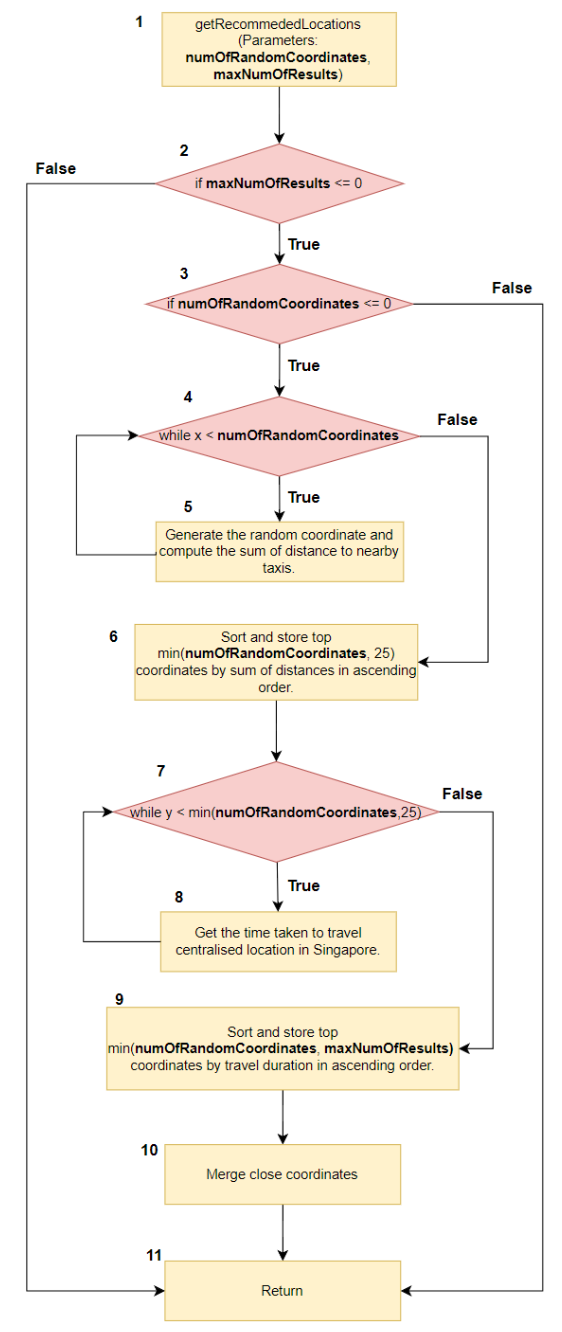 1
getRecommededLocations
(Parameters:
numOfRandomCoordinates,
maxNumOfResults)
2
False
if maxNumOfResults <= 0
True
3
False
if numOfRandomCoordinates <= 0
True
4
False
while x < numOfRandomCoordinates
True
5
Generate the random coordinate and
compute the sum of distance to nearby
taxis.
6
Sort and store top
min(numOfRandomCoordinates, 25)
coordinates by sum of distances in ascending
order.
7
False
while y < min(numOfRandomCoordinates,25)
True
8
Get the time taken to travel
centralised location in Singapore.
9
Sort and store top
min(numOfRandomCoordinates, maxNumOfResults)
coordinates by travel duration in ascending order.
10
Merge close coordinates
11
Return